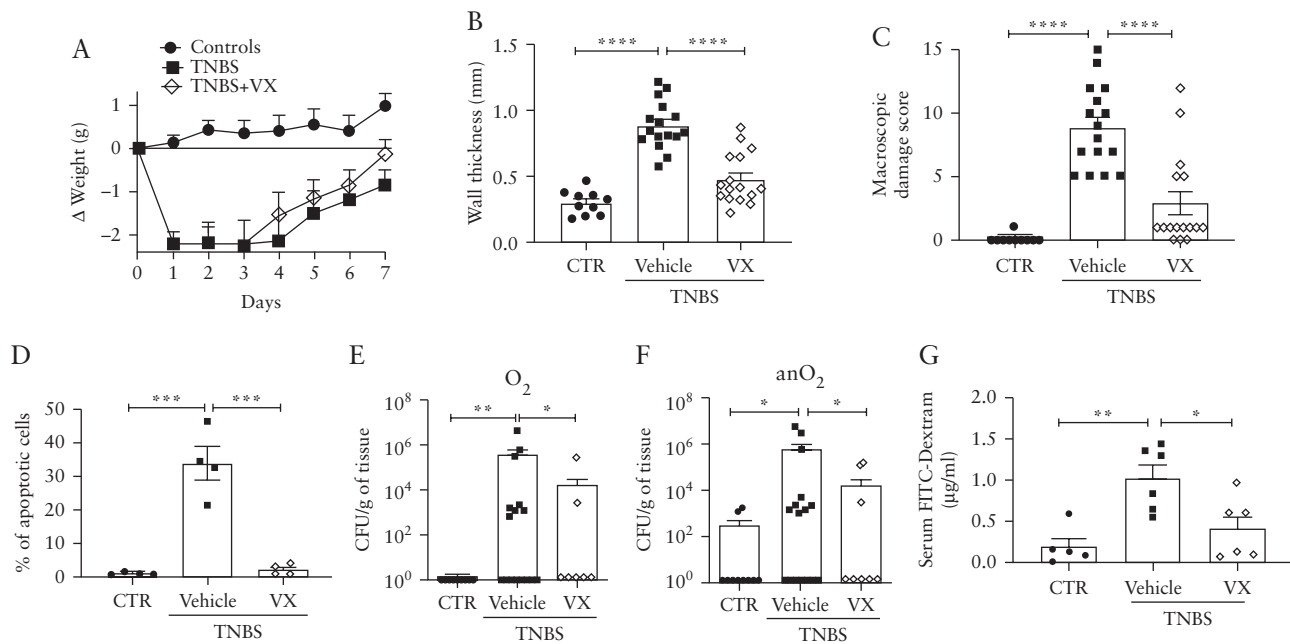 A
Controls
TNBS
TNBS+VX
Δ Weight (g)
1
0
−1
−2
0 1 2 3 4 5 6 7
Days
B
**** ****
Wall thickness (mm)
1.5
1.0
0.5
0.0
CTR Vehicle VX
TNBS
C
**** ****
Macroscopic
damage score
15
10
5
0
CTR Vehicle VX
TNBS
D
*** ***
% of apoptotic cells
50
40
30
20
10
0
CTR Vehicle VX
TNBS
E
O2
** *
CFU/g of tissue
10^8
10^6
10^4
10^2
10^0
CTR Vehicle VX
TNBS
F
anO2
* *
CFU/g of tissue
10^8
10^6
10^4
10^2
10^0
CTR Vehicle VX
TNBS
G
** *
Serum FITC-Dextram
(µg/ml)
2.0
1.5
1.0
0.5
0.0
CTR Vehicle VX
TNBS